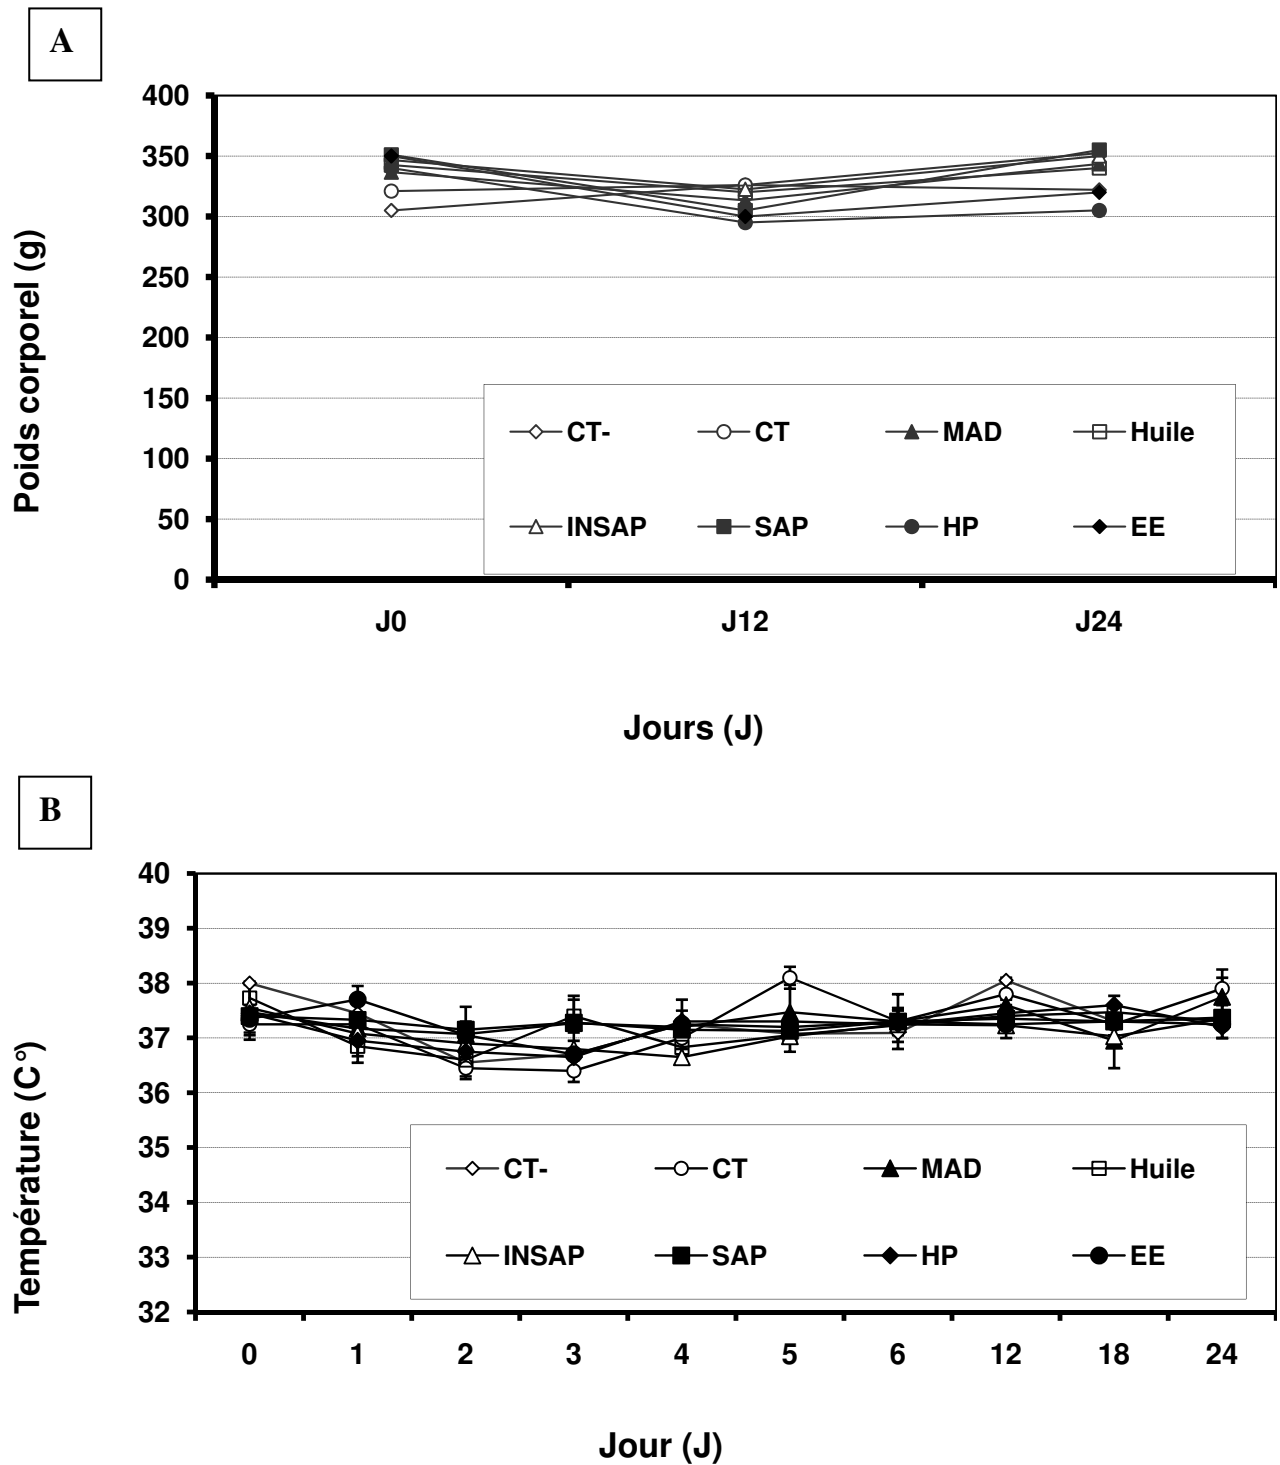 A
400
350
300
250
200
150
100
50
0
Poids corporel (g)
CT- CT MAD Huile
INSAP SAP HP EE
J0 J12 J24
Jours (J)
B
40
39
38
37
36
35
34
33
32
Température (C°)
CT- CT MAD Huile
INSAP SAP HP EE
0 1 2 3 4 5 6 12 18 24
Jour (J)